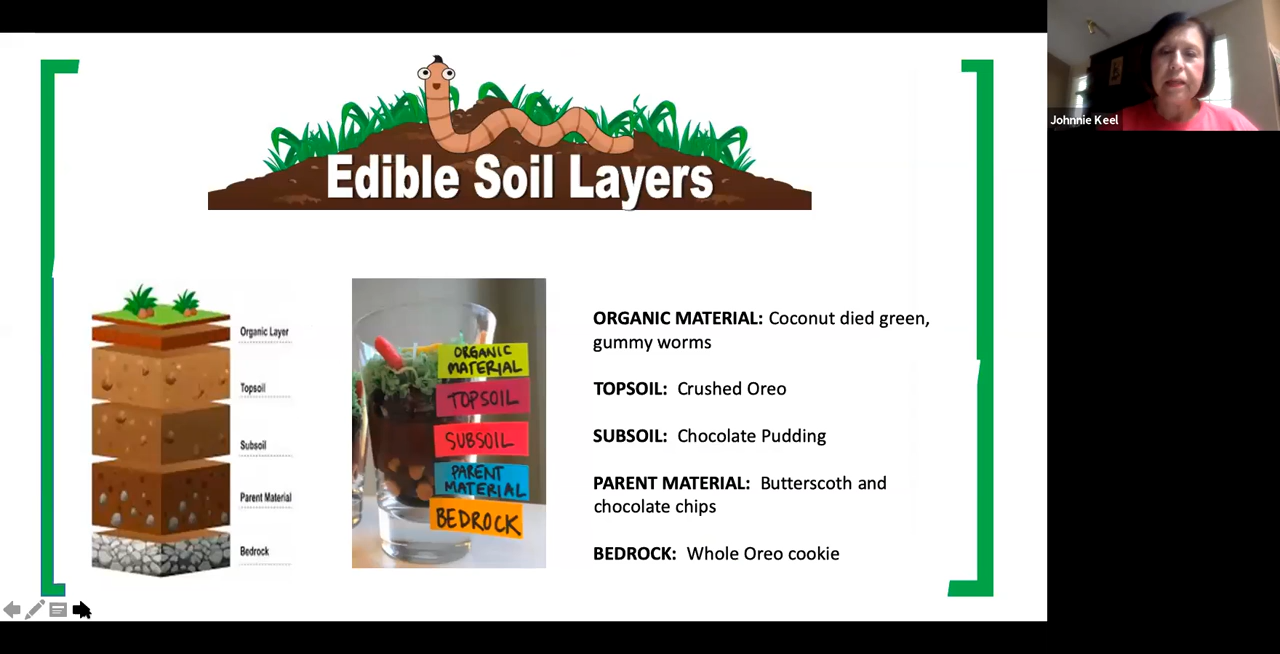 Edible Soil Layers
Johnnie Keel
Organic Layer
Topsoil
Subsoil
Parent Material
Bedrock
ORGANIC
MATERIAL
TOPSOIL
SUBSOIL
PARENT
MATERIAL
BEDROCK
ORGANIC MATERIAL: Coconut died green,
gummy worms
TOPSOIL: Crushed Oreo
SUBSOIL: Chocolate Pudding
PARENT MATERIAL: Butterscoth and
chocolate chips
BEDROCK: Whole Oreo cookie